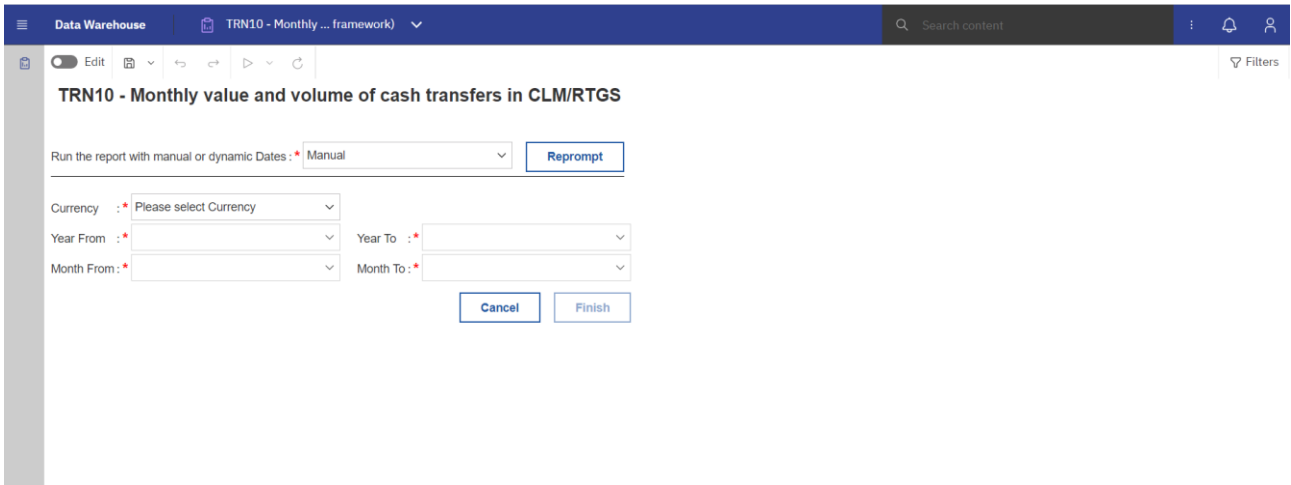 Data Warehouse TRN10 - Monthly ... framework) Search content
Edit Filters
TRN10 - Monthly value and volume of cash transfers in CLM/RTGS
Run the report with manual or dynamic Dates : * Manual Reprompt
Currency : * Please select Currency
Year From : * Year To : *
Month From : * Month To : *
Cancel Finish